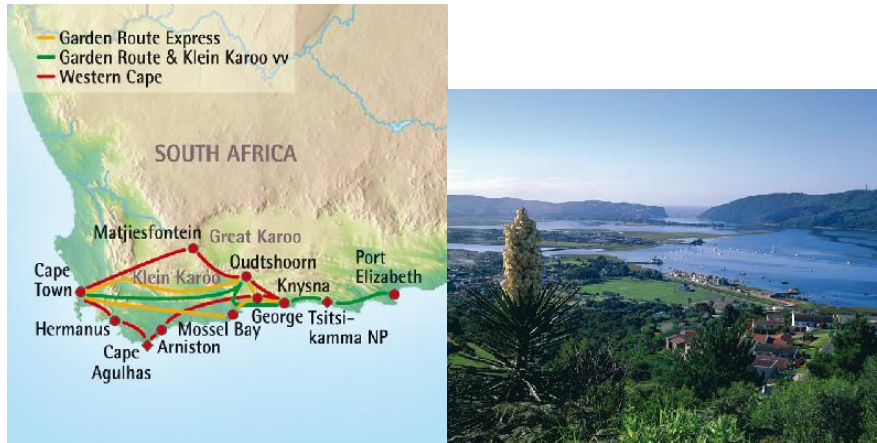 Garden Route Express
Garden Route & Klein Karoo vv
Western Cape
SOUTH AFRICA
Matjiesfontein
Great Karoo
Oudtshoorn
Klein Karoo
Cape
Town
Knysna
Port
Elizabeth
Hermanus
Mossel Bay
George
Tsitsi-
kamma NP
Arniston
Cape
Agulhas